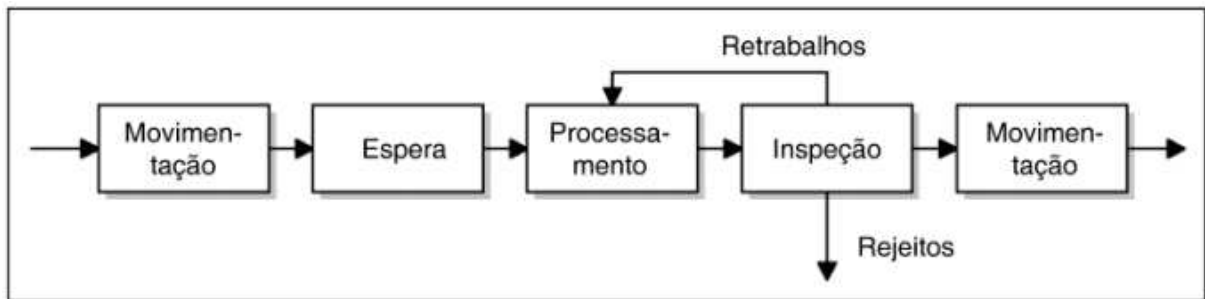 Retrabalhos
Movimen-
tação
Espera
Processa-
mento
Inspeção
Movimen-
tação
Rejeitos